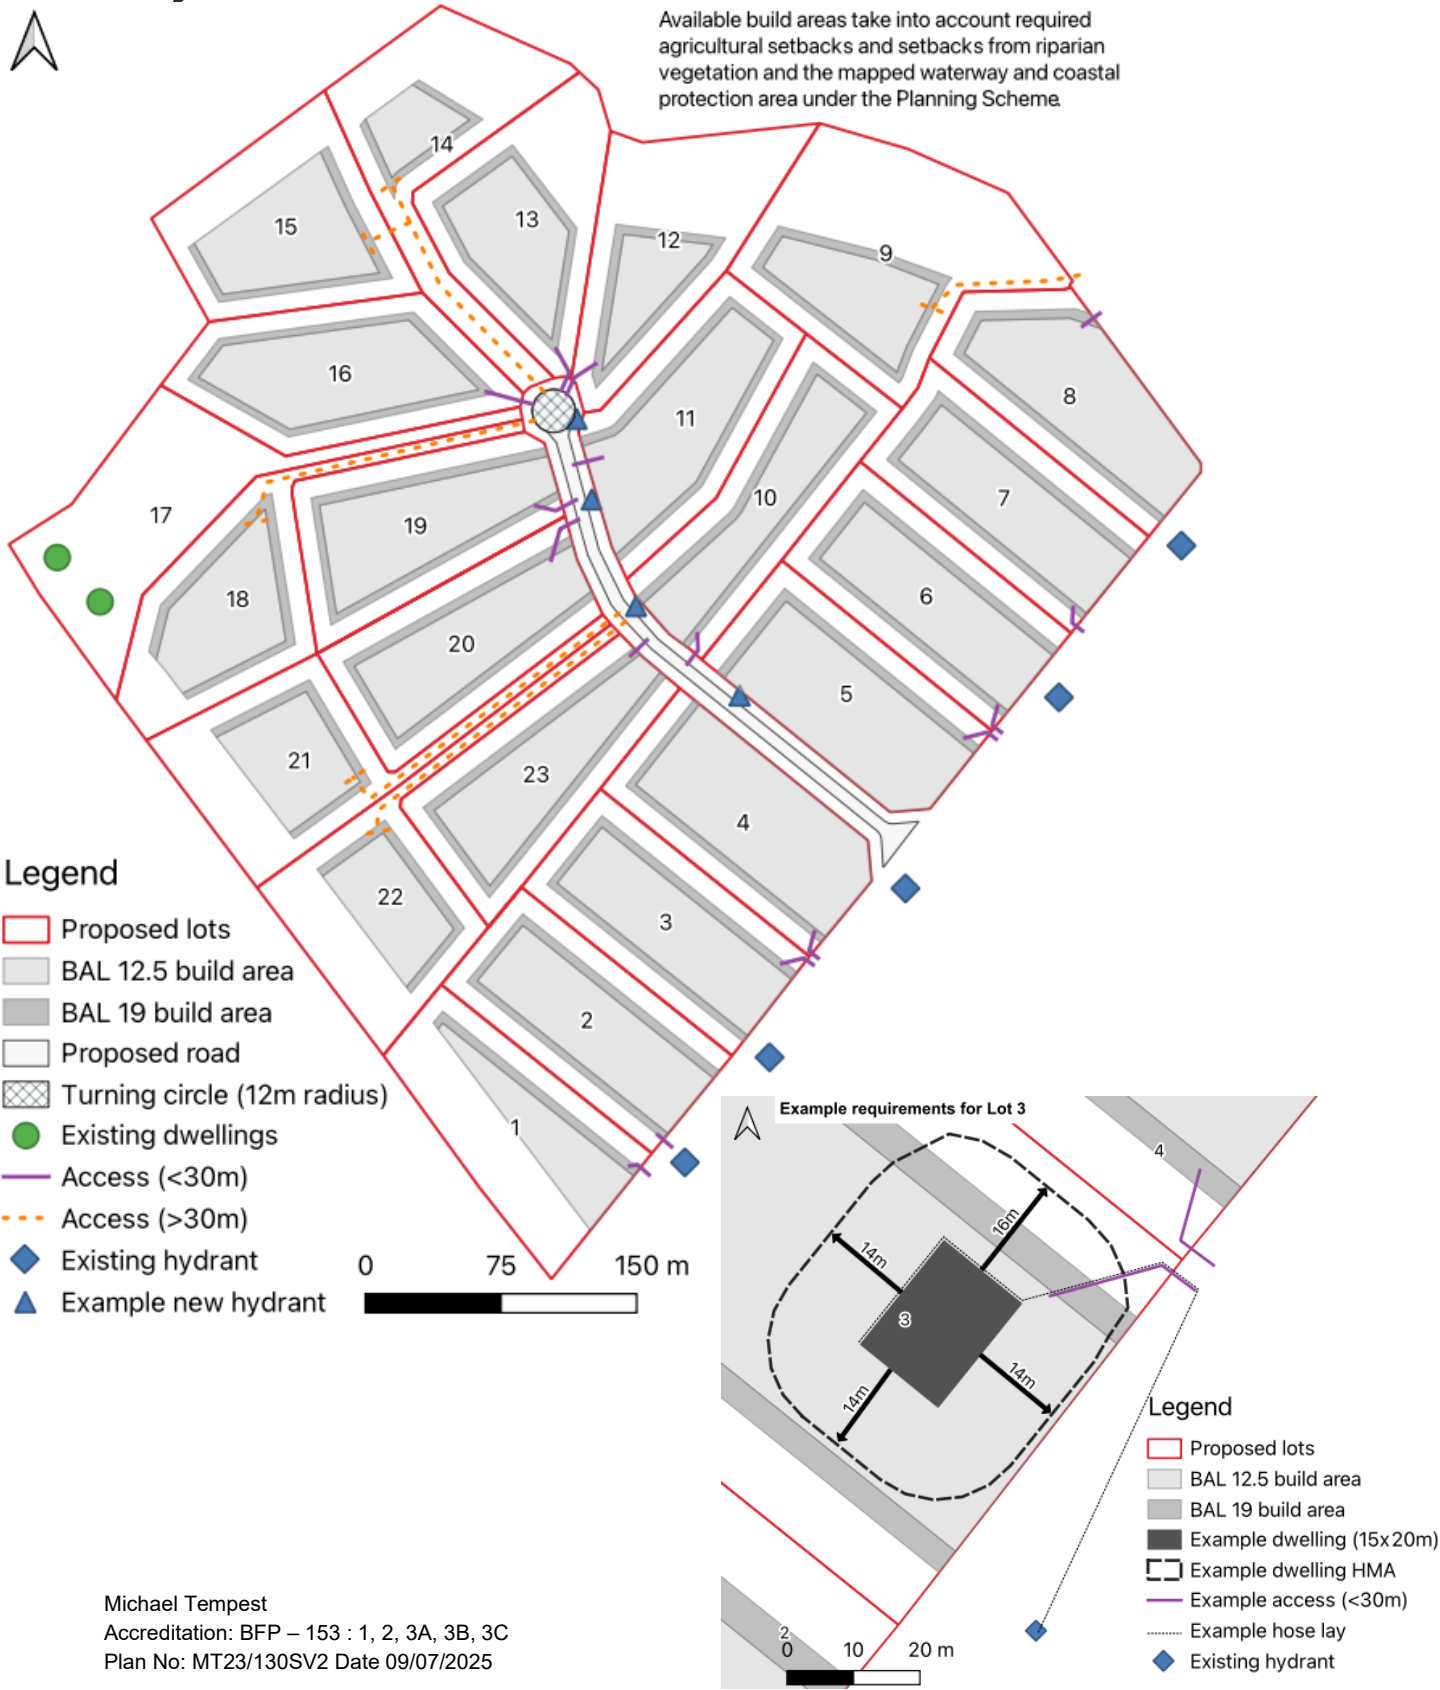 Available build areas take into account required
agricultural setbacks and setbacks from riparian
vegetation and the mapped waterway and coastal
protection area under the Planning Scheme.
14
15
13
12
9
16
8
11
10
7
17
19
18
6
20
5
21
23
4
22
3
2
1
Legend
Proposed lots
BAL 12.5 build area
BAL 19 build area
Proposed road
Turning circle (12m radius)
Existing dwellings
Access (<30m)
Access (>30m)
Existing hydrant
Example new hydrant
0 75 150 m
Example requirements for Lot 3
4
16m
14m
3
14m
14m
2
0 10 20 m
Legend
Proposed lots
BAL 12.5 build area
BAL 19 build area
Example dwelling (15x20m)
Example dwelling HMA
Example access (<30m)
Example hose lay
Existing hydrant
Michael Tempest
Accreditation: BFP – 153 : 1, 2, 3A, 3B, 3C
Plan No: MT23/130SV2 Date 09/07/2025